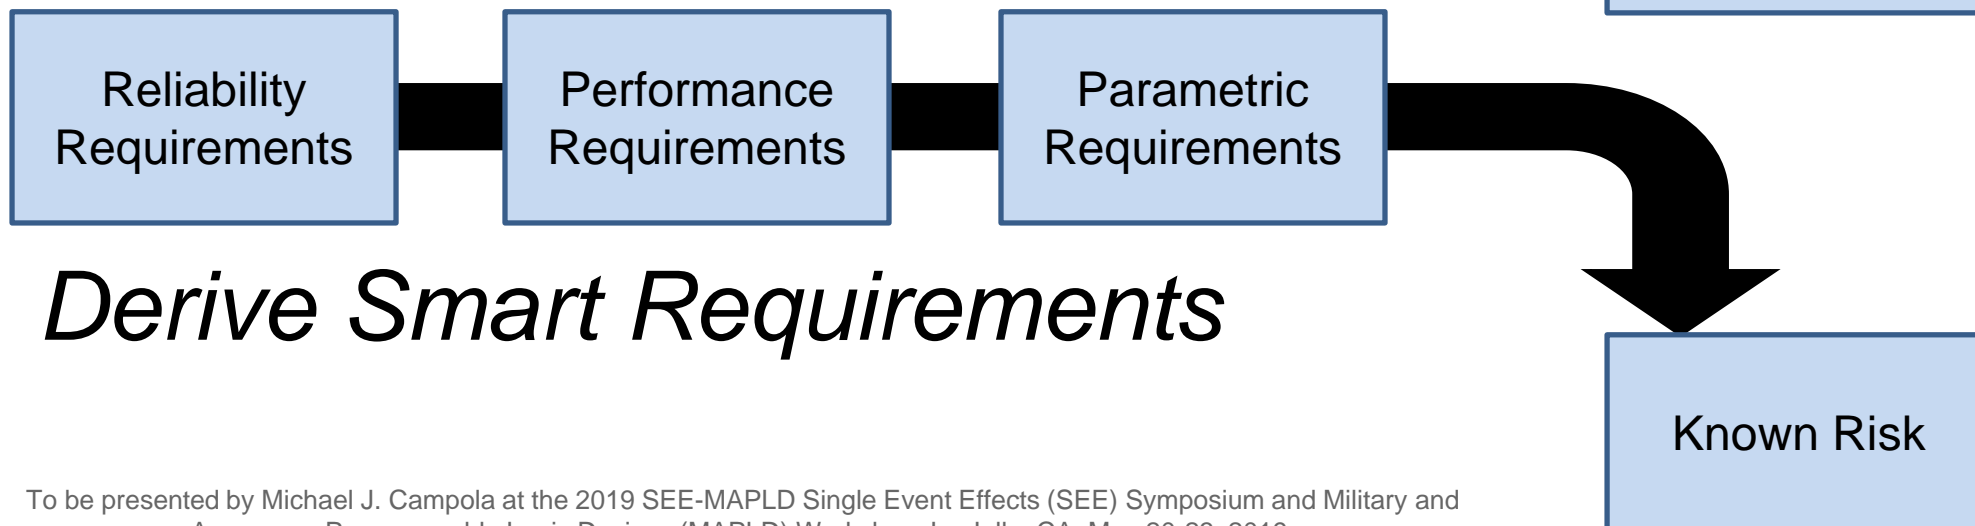 Reliability
Requirements
Performance
Requirements
Parametric
Requirements
Derive Smart Requirements
Known Risk
To be presented by Michael J. Campola at the 2019 SEE-MAPLD Single Event Effects (SEE) Symposium and Military and